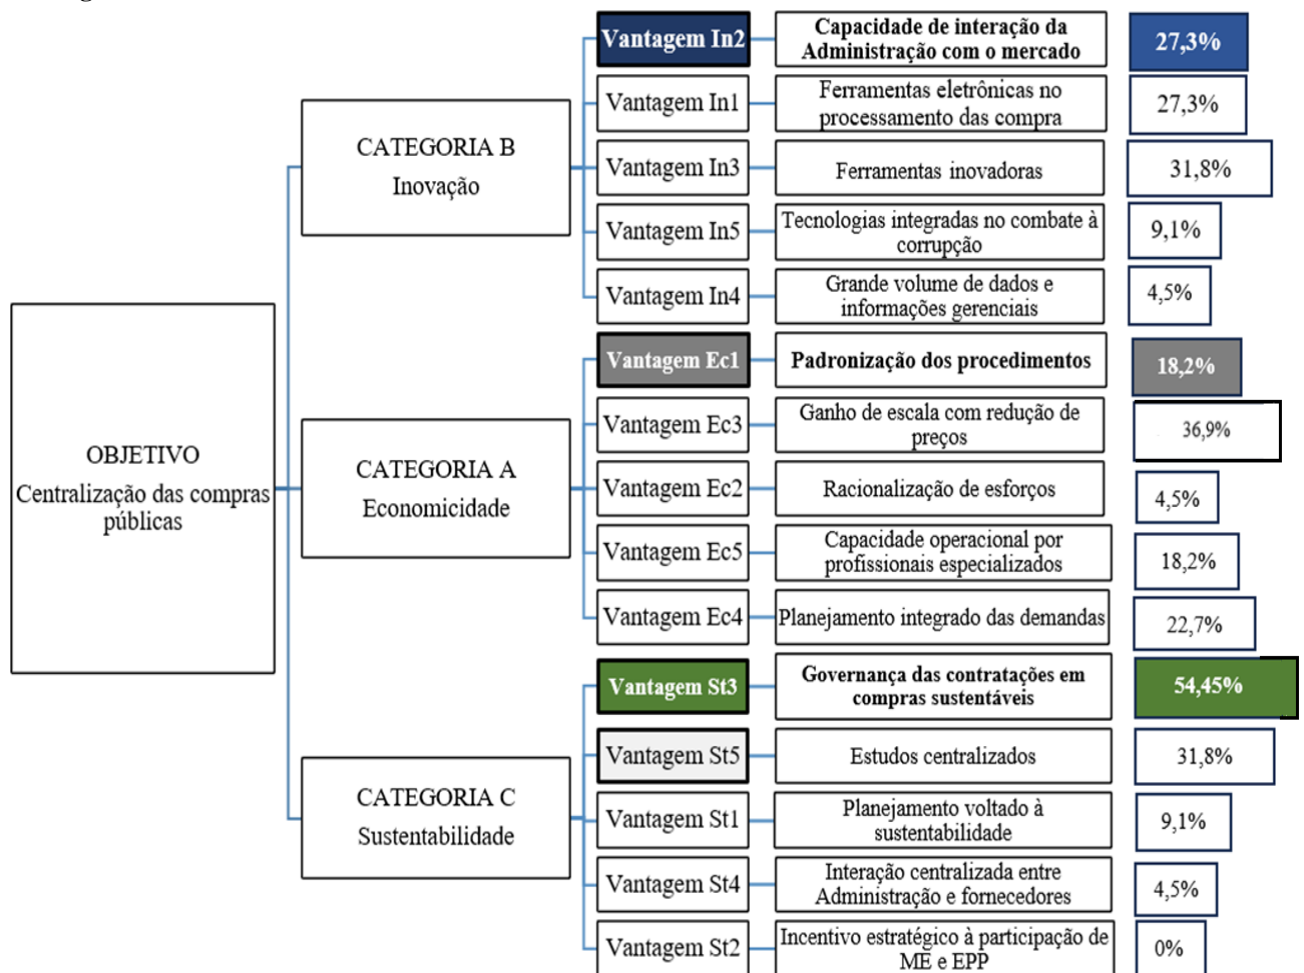 Vantagem In2
Capacidade de interação da
Administração com o mercado
27,3%
Vantagem In1
Ferramentas eletrônicas no
processamento das compra
27,3%
CATEGORIA B
Inovação
Vantagem In3
Ferramentas inovadoras
31,8%
Vantagem In5
Tecnologias integradas no combate à
corrupção
9,1%
Vantagem In4
Grande volume de dados e
informações gerenciais
4,5%
OBJETIVO
Centralização das compras
públicas
Vantagem Ec1
Padronização dos procedimentos
18,2%
Vantagem Ec3
Ganho de escala com redução de
preços
36,9%
CATEGORIA A
Economicidade
Vantagem Ec2
Racionalização de esforços
4,5%
Vantagem Ec5
Capacidade operacional por
profissionais especializados
18,2%
Vantagem Ec4
Planejamento integrado das demandas
22,7%
Vantagem St3
Governança das contratações em
compras sustentáveis
54,45%
Vantagem St5
Estudos centralizados
31,8%
CATEGORIA C
Sustentabilidade
Vantagem St1
Planejamento voltado à
sustentabilidade
9,1%
Vantagem St4
Interação centralizada entre
Administração e fornecedores
4,5%
Vantagem St2
Incentivo estratégico à participação de
ME e EPP
0%